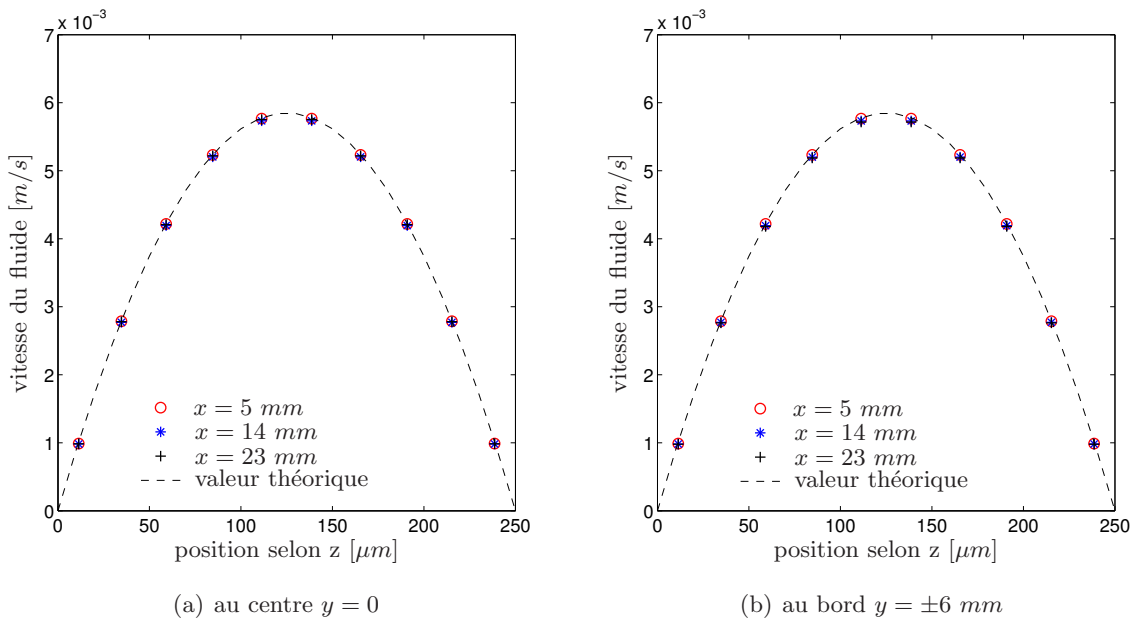 x 10⁻³
7
6
5
4
3
2
1
0
vitesse du fluide [m/s]
x = 5 mm
x = 14 mm
x = 23 mm
valeur théorique
0 50 100 150 200 250
position selon z [μm]
(a) au centre y = 0
x 10⁻³
7
6
5
4
3
2
1
0
vitesse du fluide [m/s]
x = 5 mm
x = 14 mm
x = 23 mm
valeur théorique
0 50 100 150 200 250
position selon z [μm]
(b) au bord y = ±6 mm